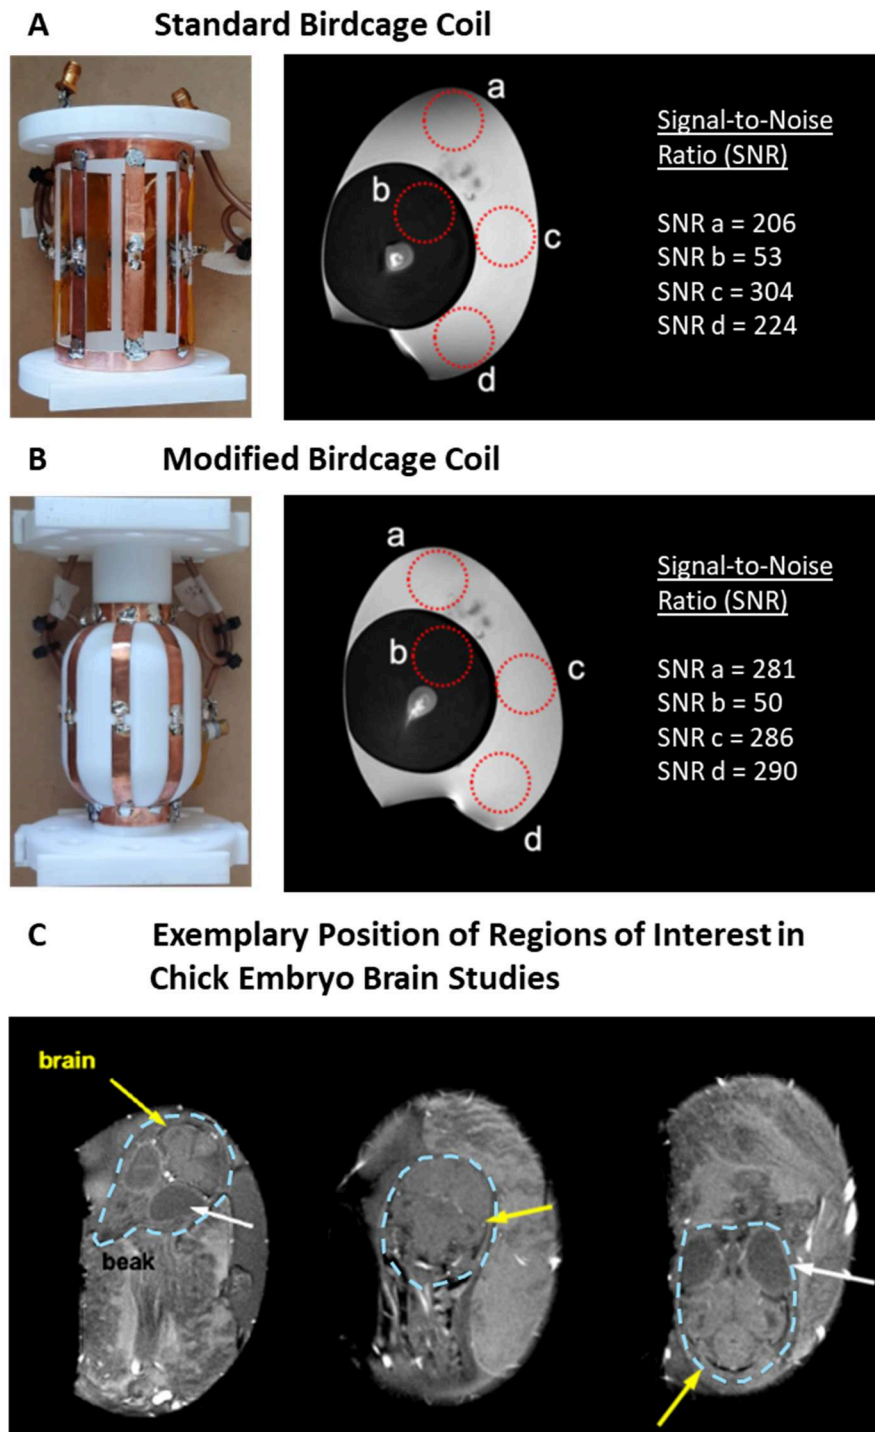 A Standard Birdcage Coil
a
b
c
d
Signal-to-Noise
Ratio (SNR)
SNR a = 206
SNR b = 53
SNR c = 304
SNR d = 224
B Modified Birdcage Coil
a
b
c
d
Signal-to-Noise
Ratio (SNR)
SNR a = 281
SNR b = 50
SNR c = 286
SNR d = 290
C Exemplary Position of Regions of Interest in
Chick Embryo Brain Studies
brain
beak